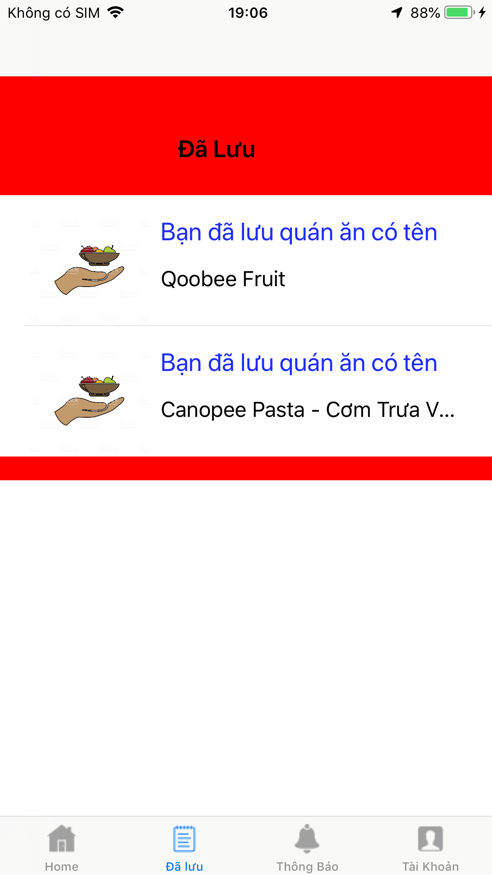 Không có SIM 19:06 88%
Đã Lưu
Bạn đã lưu quán ăn có tên
Qoobee Fruit
Bạn đã lưu quán ăn có tên
Canopee Pasta - Cơm Trưa V...
Home Đã lưu Thông Báo Tài Khoản